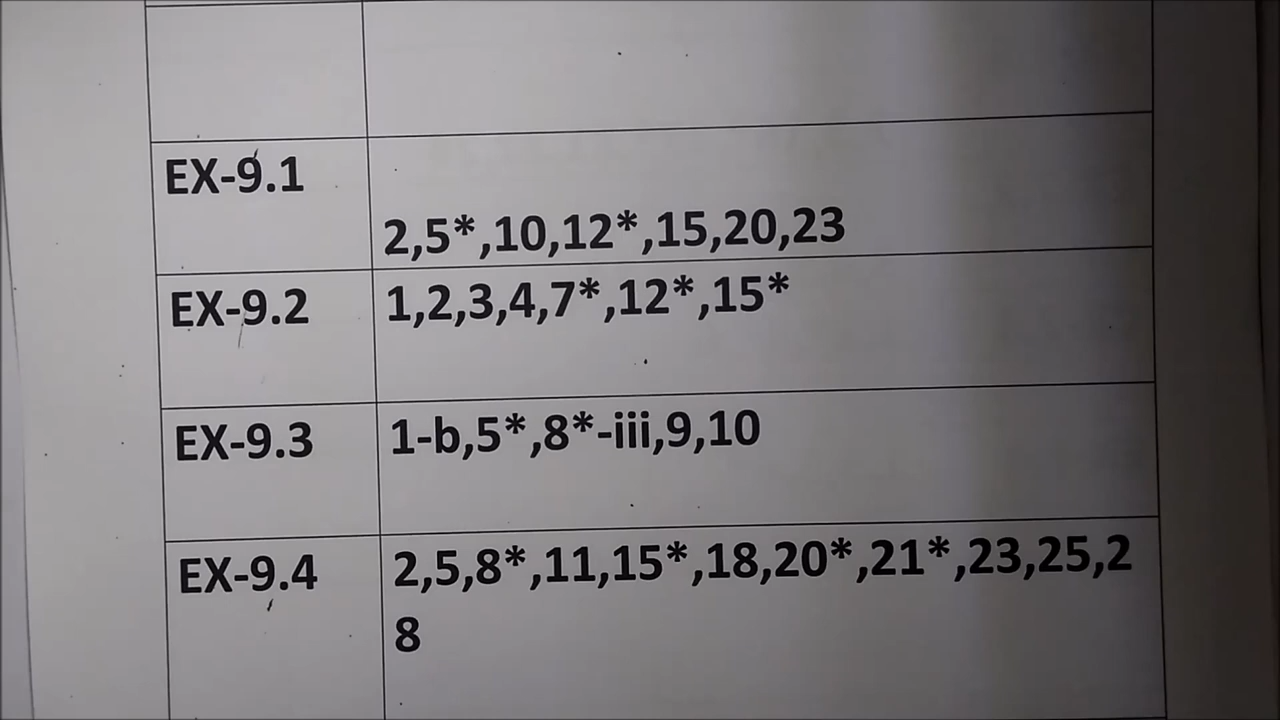 EX-9.1
2,5*,10,12*,15,20,23
EX-9.2
1,2,3,4,7*,12*,15*
EX-9.3
1-b,5*,8*-iii,9,10
EX-9.4
2,5,8*,11,15*,18,20*,21*,23,25,2
8